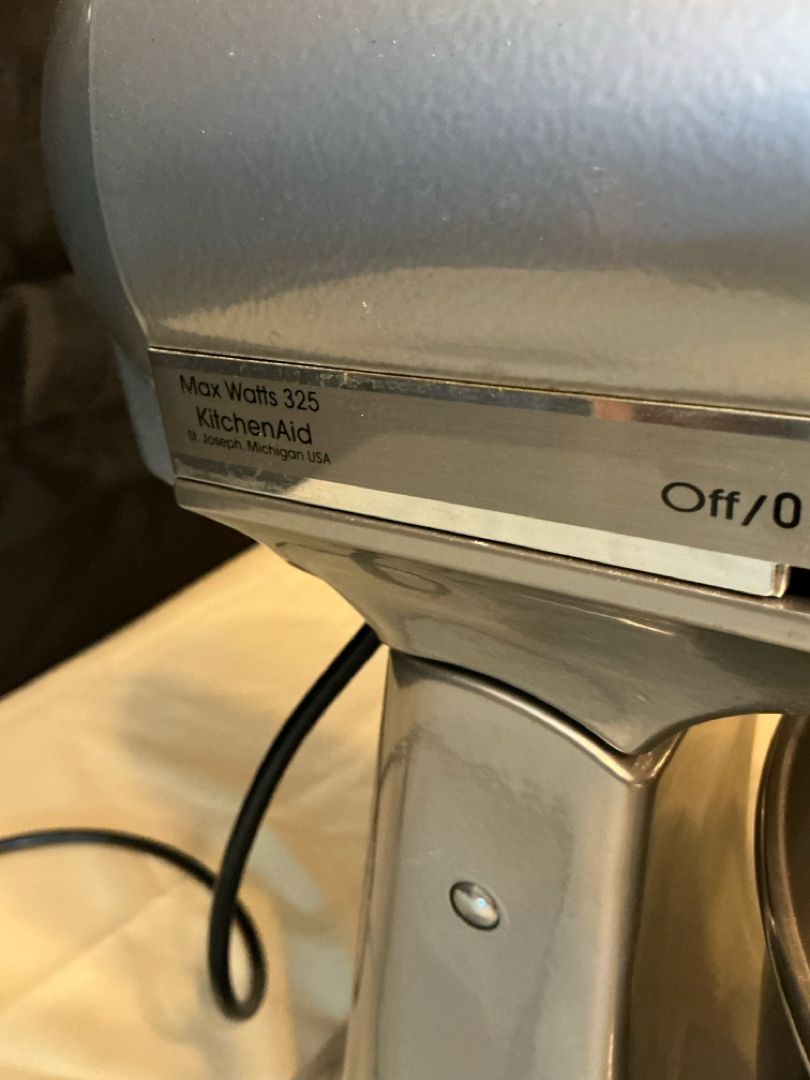 Max Watts 325
KitchenAid
St. Joseph, Michigan USA
Off/0